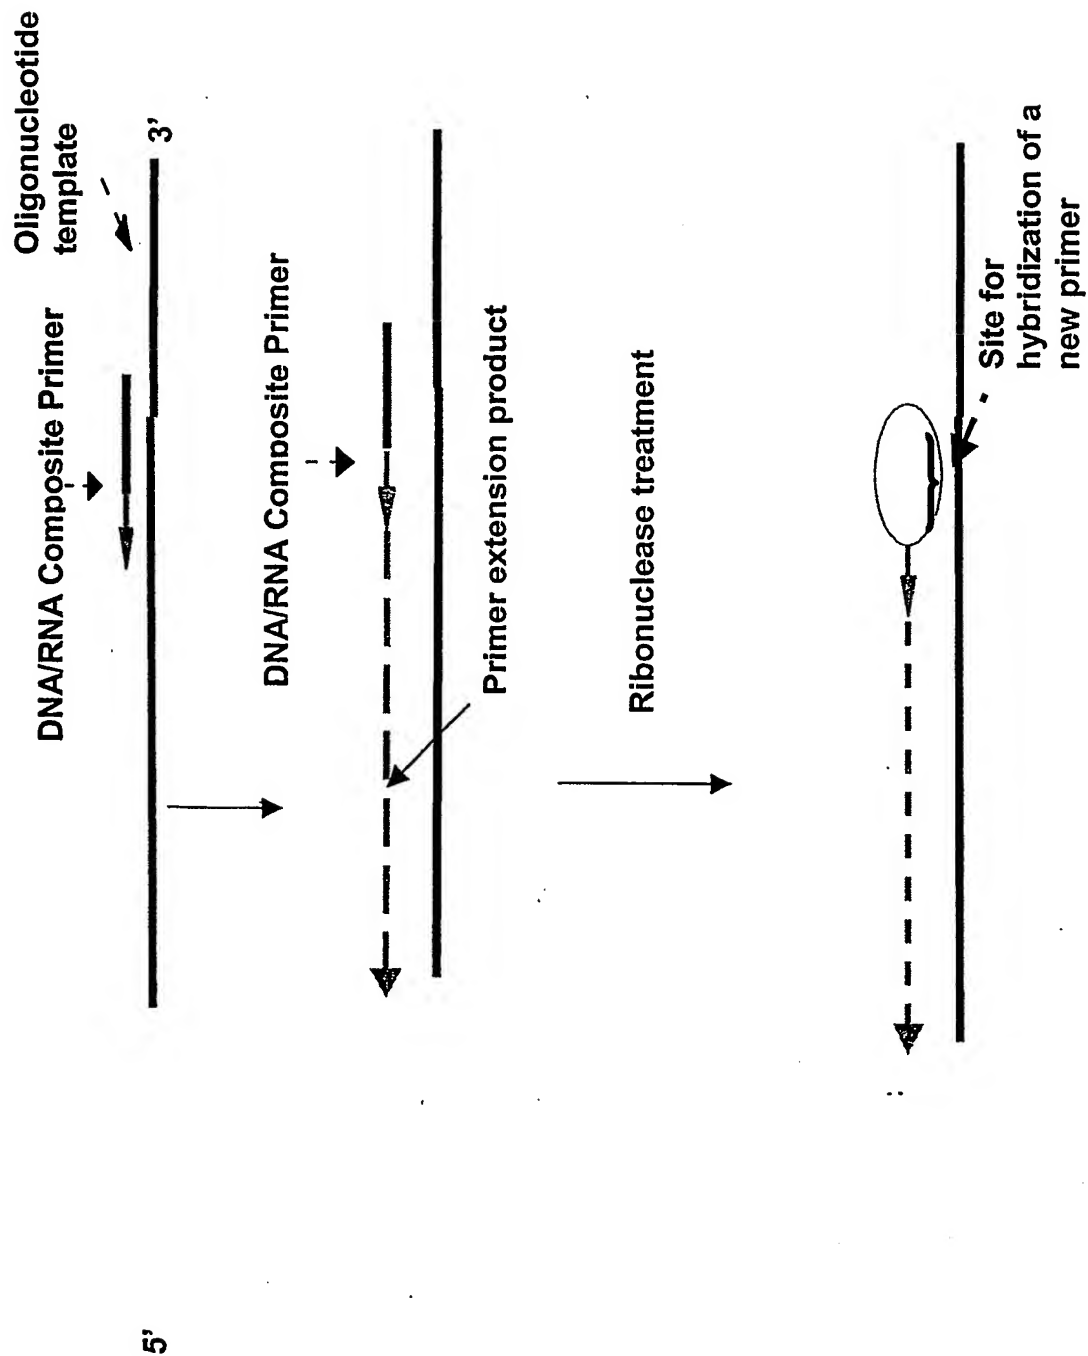 Oligonucleotide
template
DNA/RNA Composite Primer
5'
3'
DNA/RNA Composite Primer
Primer extension product
Ribonuclease treatment
Site for
hybridization of a
new primer